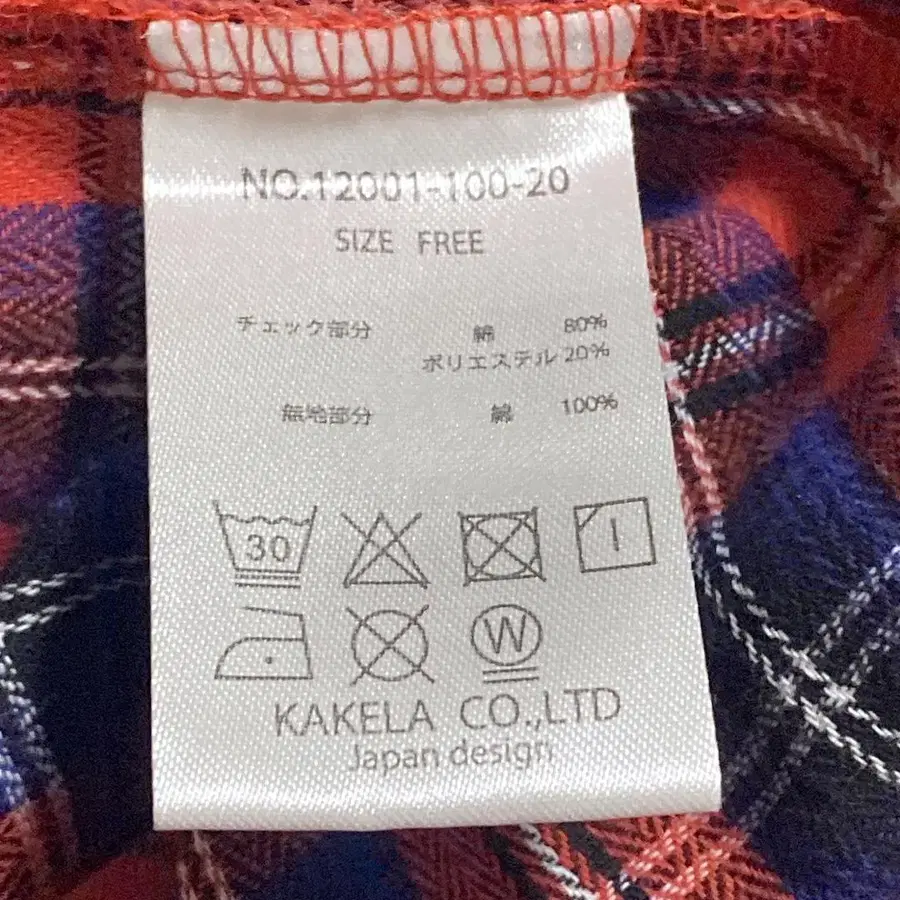 NO.12001-100-20
SIZE FREE
チェック部分 綿 80%
ポリエステル 20%
無地部分 綿 100%
30
W
KAKELA CO.,LTD
Japan design